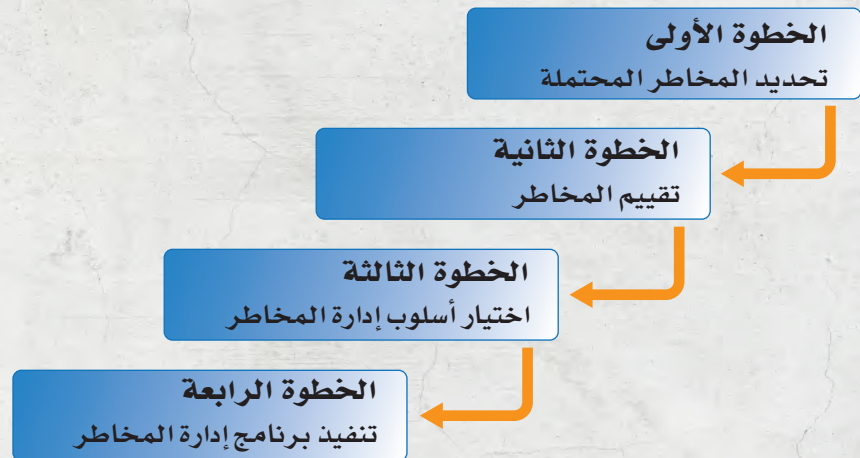 الخطوة الأولى
تحديد المخاطر المحتملة
الخطوة الثانية
تقييم المخاطر
الخطوة الثالثة
اختيار أسلوب إدارة المخاطر
الخطوة الرابعة
تنفيذ برنامج إدارة المخاطر